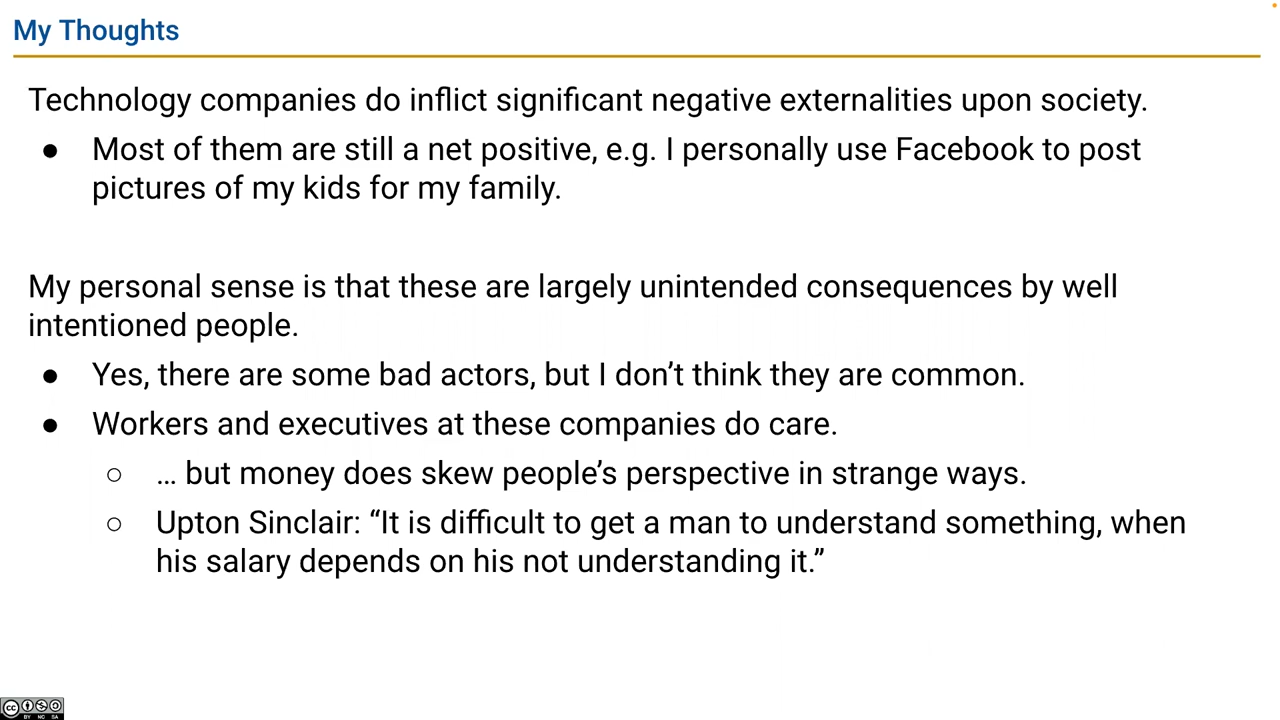 My Thoughts
Technology companies do inflict significant negative externalities upon society.
● Most of them are still a net positive, e.g. I personally use Facebook to post
pictures of my kids for my family.
My personal sense is that these are largely unintended consequences by well
intentioned people.
● Yes, there are some bad actors, but I don’t think they are common.
● Workers and executives at these companies do care.
○ … but money does skew people’s perspective in strange ways.
○ Upton Sinclair: “It is difficult to get a man to understand something, when
his salary depends on his not understanding it.”
cc
BY NC SA